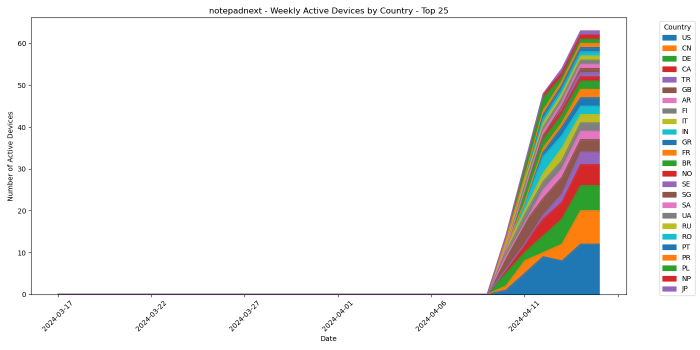 notepadnext - Weekly Active Devices by Country - Top 25
Number of Active Devices
60
50
40
30
20
10
0
2024-03-17
2024-03-22
2024-03-27
2024-04-01
2024-04-06
2024-04-11
Date
Country
US
CN
DE
CA
TR
GB
AR
FI
IT
IN
GR
FR
BR
NO
SE
SG
SA
UA
RU
RO
PT
PR
PL
NP
JP